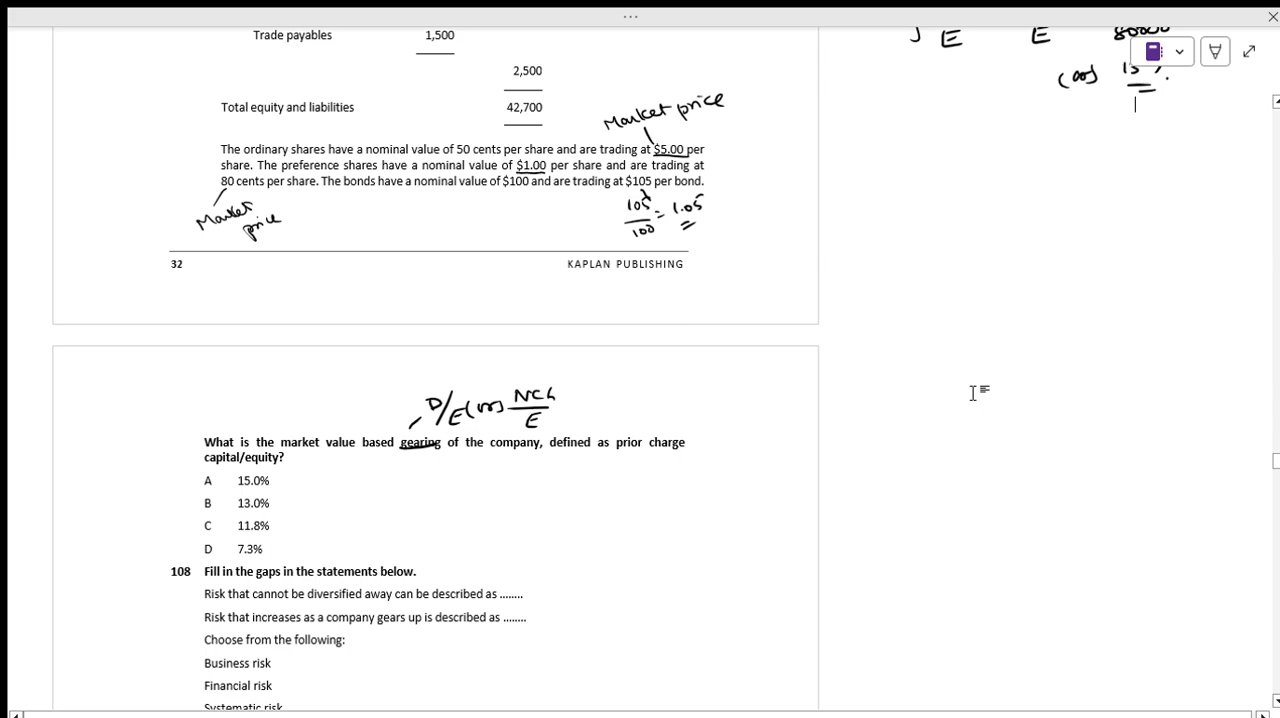 Trade payables 1,500
J E E 80000
2,500
(or) 15%.
Total equity and liabilities 42,700
Market price
The ordinary shares have a nominal value of 50 cents per share and are trading at $5.00 per
share. The preference shares have a nominal value of $1.00 per share and are trading at
80 cents per share. The bonds have a nominal value of $100 and are trading at $105 per bond.
Market
price
105
100
= 1.05
32 KAPLAN PUBLISHING
D/E (or) NCL
E
What is the market value based gearing of the company, defined as prior charge
capital/equity?
A 15.0%
B 13.0%
C 11.8%
D 7.3%
108 Fill in the gaps in the statements below.
Risk that cannot be diversified away can be described as ........
Risk that increases as a company gears up is described as ........
Choose from the following:
Business risk
Financial risk
Systematic risk